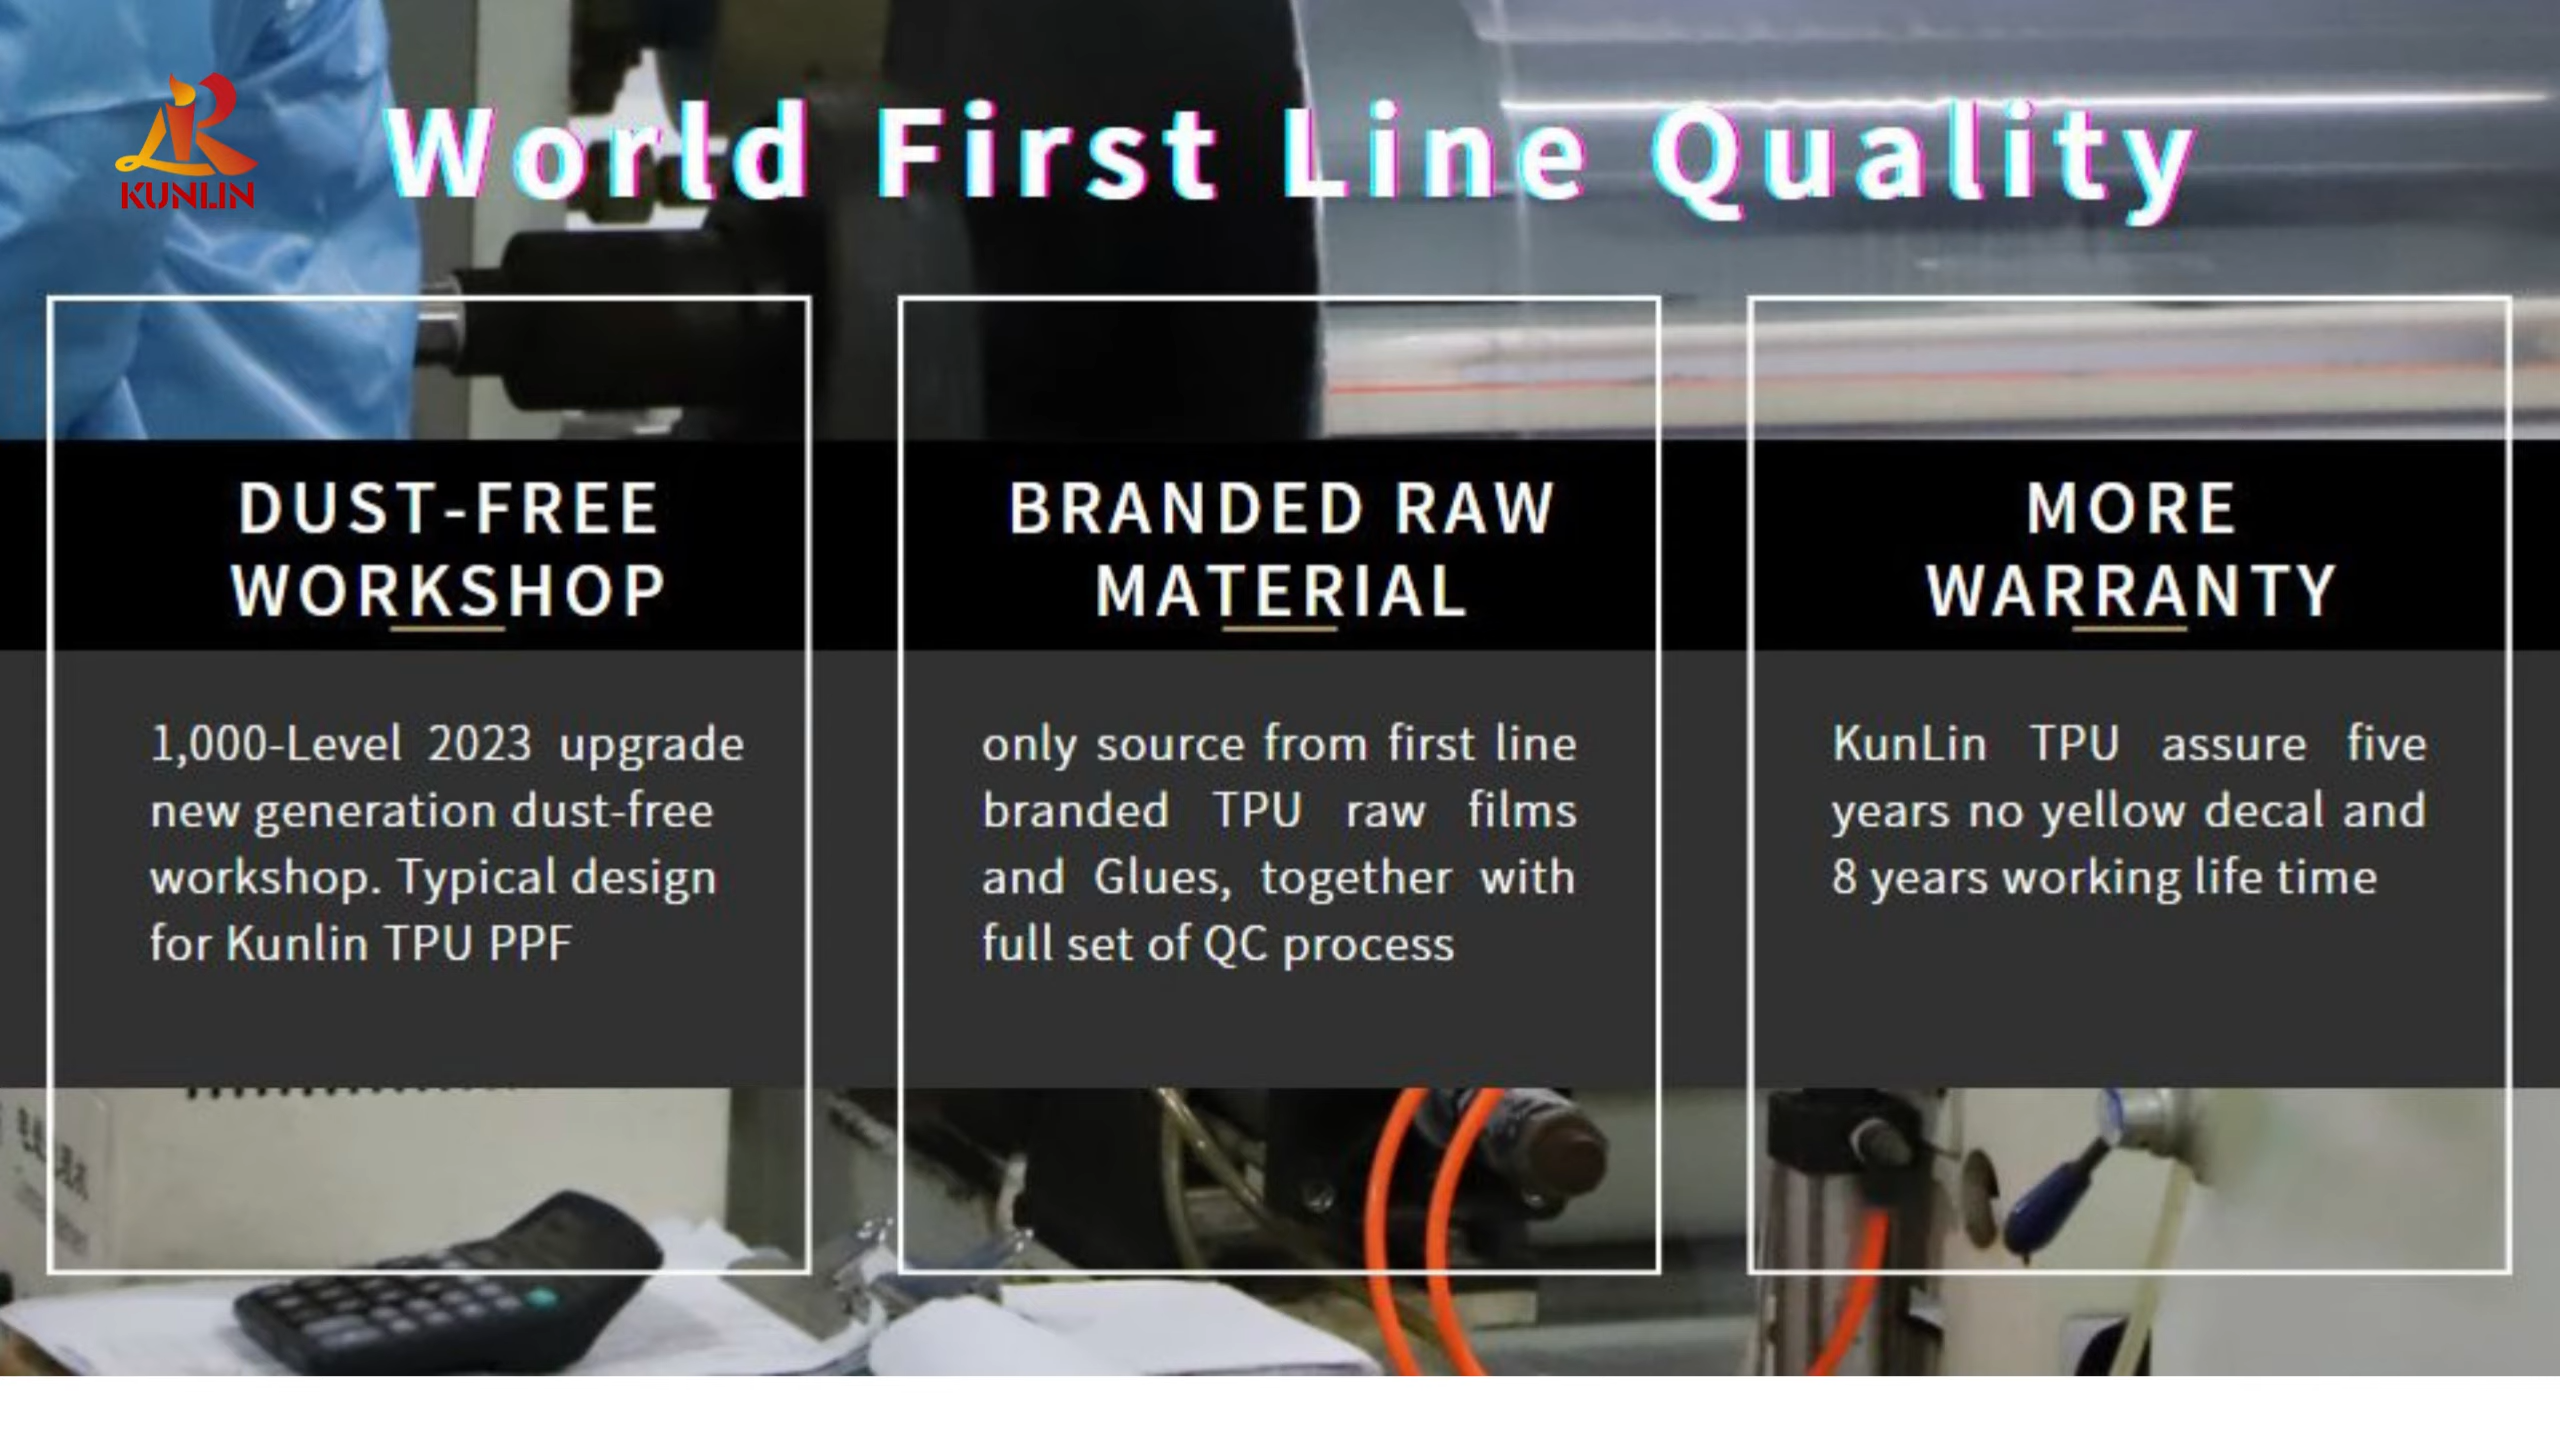 KUNLIN
World First Line Quality
DUST-FREE
WORKSHOP
1,000-Level 2023 upgrade
new generation dust-free
workshop. Typical design
for Kunlin TPU PPF
BRANDED RAW
MATERIAL
only source from first line
branded TPU raw films
and Glues, together with
full set of QC process
MORE
WARRANTY
KunLin TPU assure five
years no yellow decal and
8 years working life time